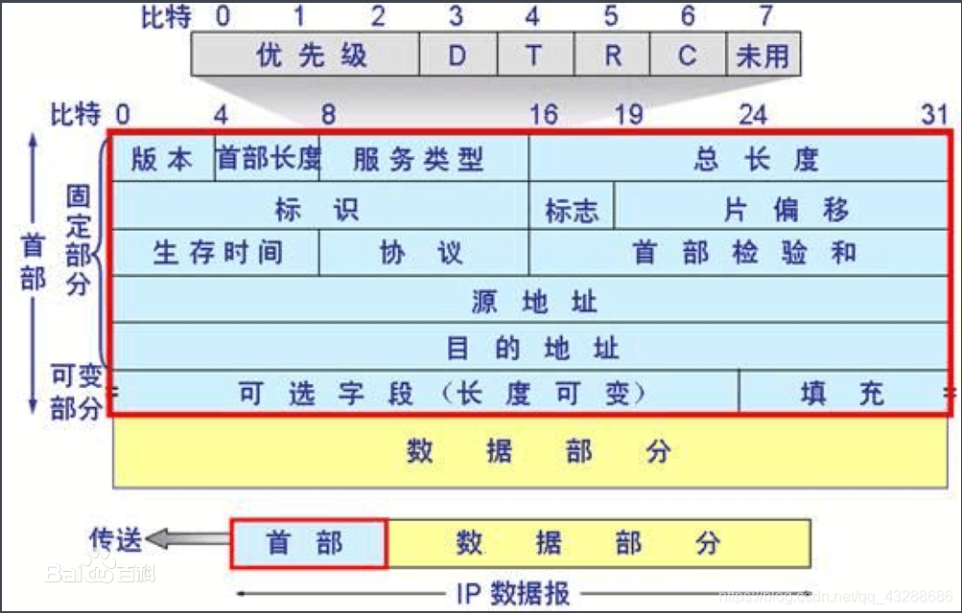 比特 0 1 2 3 4 5 6 7
优先级 D T R C 未用
比特 0 4 8 16 19 24 31
版本 首部长度 服务类型 总长度
标识 标志 片偏移
生存时间 协议 首部检验和
源地址
目的地址
可选字段（长度可变） 填充
首部
固定部分
可变部分
数据部分
传送 首部 数据部分
IP 数据报
Bai百科
https://blog.csdn.net/qq_43288686